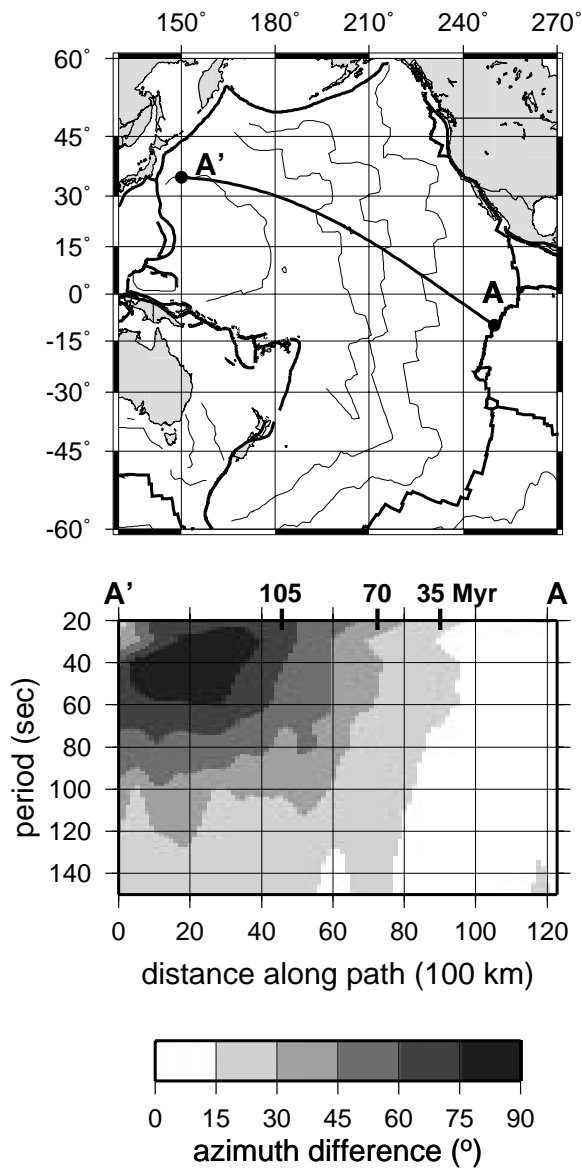 150˚ 180˚ 210˚ 240˚ 270˚
60˚
45˚
A'
30˚
15˚
A
0˚
-15˚
-30˚
-45˚
-60˚
A' 105 70 35 Myr A
20
40
60
80
100
120
140
period (sec)
0 20 40 60 80 100 120
distance along path (100 km)
0 15 30 45 60 75 90
azimuth difference (º)